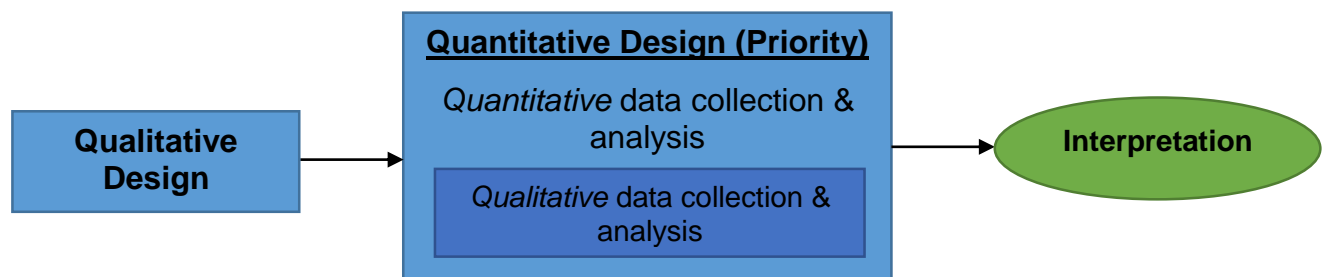 Qualitative
Design
Quantitative Design (Priority)
Quantitative data collection &
analysis
Qualitative data collection &
analysis
Interpretation